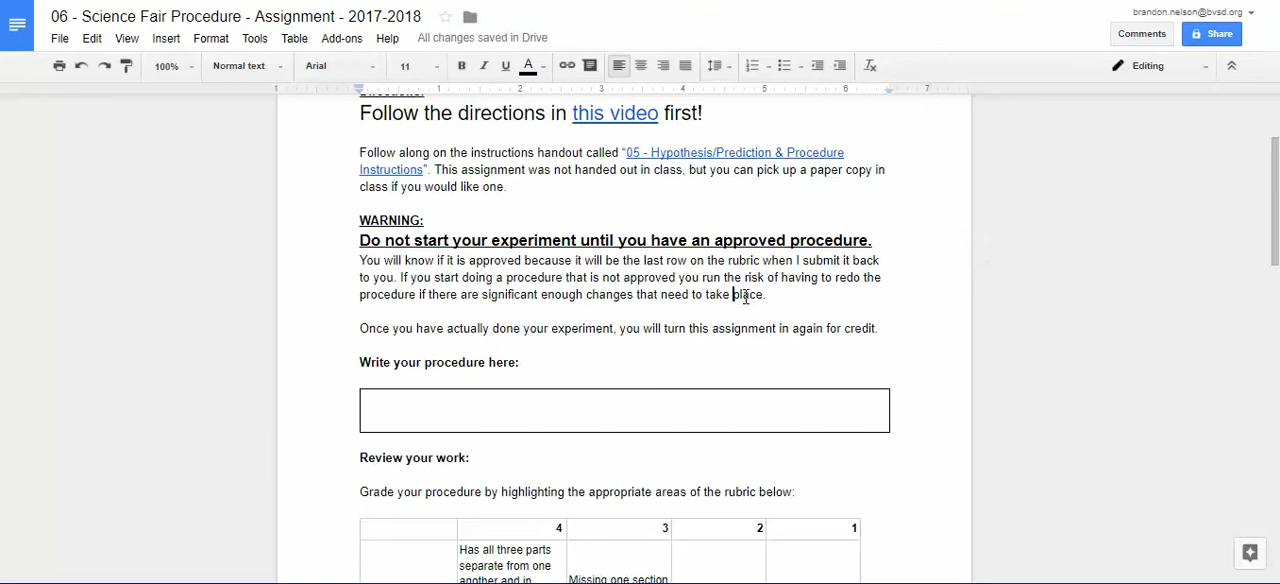 06 - Science Fair Procedure - Assignment - 2017-2018
brandon.nelson@bvsd.org
File Edit View Insert Format Tools Table Add-ons Help All changes saved in Drive
Comments Share
100% Normal text Arial 11 B I U A Editing
1 1 2 3 4 5 6 7
Directions:
Follow the directions in this video first!
Follow along on the instructions handout called “05 - Hypothesis/Prediction & Procedure
Instructions”. This assignment was not handed out in class, but you can pick up a paper copy in
class if you would like one.
WARNING:
Do not start your experiment until you have an approved procedure.
You will know if it is approved because it will be the last row on the rubric when I submit it back
to you. If you start doing a procedure that is not approved you run the risk of having to redo the
procedure if there are significant enough changes that need to take place.
Once you have actually done your experiment, you will turn this assignment in again for credit.
Write your procedure here:
Review your work:
Grade your procedure by highlighting the appropriate areas of the rubric below:
4 3 2 1
Has all three parts
separate from one
another and in
Missing one section